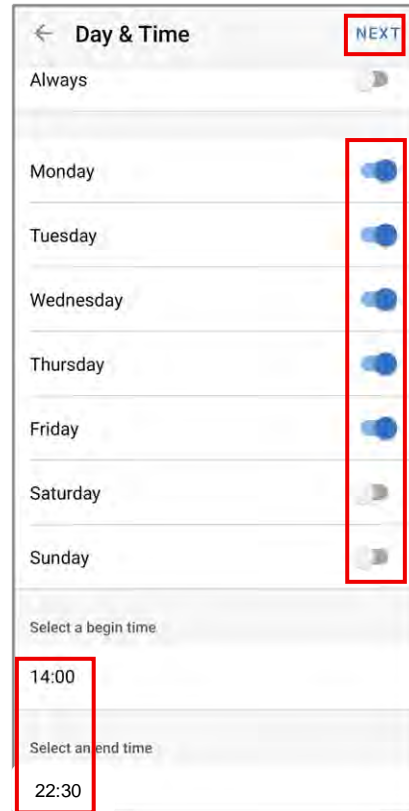 ← Day & Time NEXT
Always
Monday
Tuesday
Wednesday
Thursday
Friday
Saturday
Sunday
Select a begin time
14:00
Select an end time
22:30